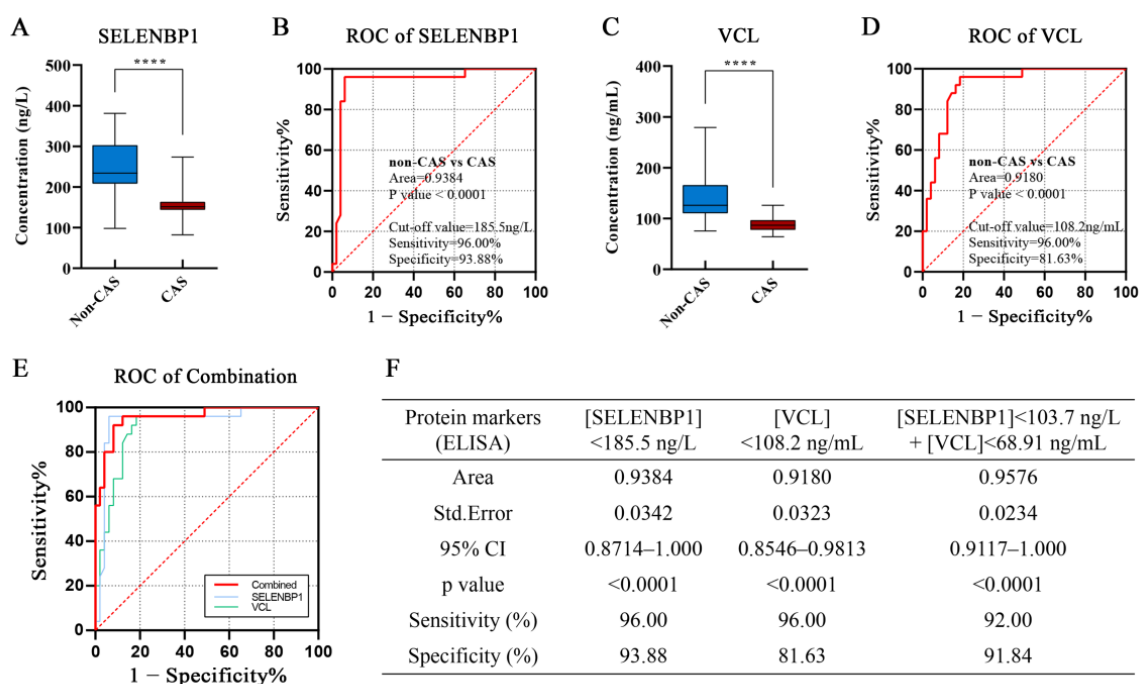 A
SELENBP1
****
Concentration (ng/L)
500
400
300
200
100
0
Non-CAS
CAS
B
ROC of SELENBP1
Sensitivity%
100
80
60
40
20
0
non-CAS vs CAS
Area=0.9384
P value < 0.0001
Cut-off value=185.5ng/L
Sensitivity=96.00%
Specificity=93.88%
0 20 40 60 80 100
1 − Specificity%
C
VCL
****
Concentration (ng/mL)
400
300
200
100
0
Non-CAS
CAS
D
ROC of VCL
Sensitivity%
100
80
60
40
20
0
non-CAS vs CAS
Area=0.9180
P value < 0.0001
Cut-off value=108.2ng/mL
Sensitivity=96.00%
Specificity=81.63%
0 20 40 60 80 100
1 − Specificity%
E
ROC of Combination
Sensitivity%
100
80
60
40
20
0
Combined
SELENBP1
VCL
0 20 40 60 80 100
1 − Specificity%
F
Protein markers [SELENBP1] [VCL] [SELENBP1]<103.7 ng/L
(ELISA) <185.5 ng/L <108.2 ng/mL + [VCL]<68.91 ng/mL
Area 0.9384 0.9180 0.9576
Std.Error 0.0342 0.0323 0.0234
95% CI 0.8714–1.000 0.8546–0.9813 0.9117–1.000
p value <0.0001 <0.0001 <0.0001
Sensitivity (%) 96.00 96.00 92.00
Specificity (%) 93.88 81.63 91.84